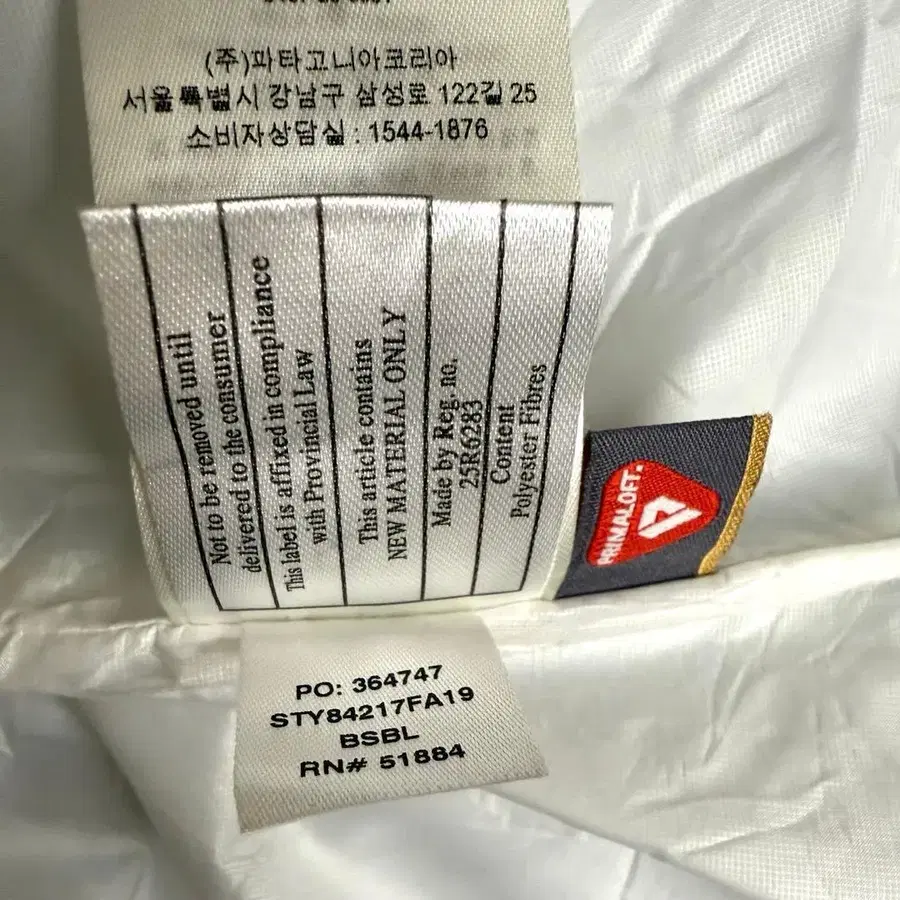 (주)파타고니아코리아
서울특별시 강남구 삼성로 122길 25
소비자상담실 : 1544-1876
Not to be removed until
delivered to the consumer
This label is affixed in compliance
with Provincial Law
This article contains
NEW MATERIAL ONLY
Made by Reg. no.
25R6283
Content
Polyester Fibres
PRIMALOFT
PO: 364747
STY84217FA19
BSBL
RN# 51884